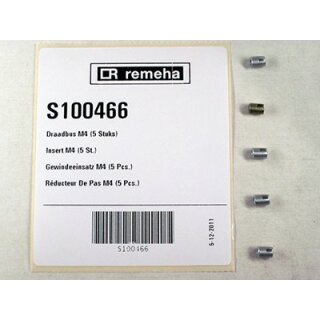 remeha
S100466
Draadbus M4 (5 Stuks)
Insert M4 (5 St.)
Gewindeeinsatz M4 (5 Pcs.)
Réducteur De Pas M4 (5 Pcs.)
S100466
5-12-2011